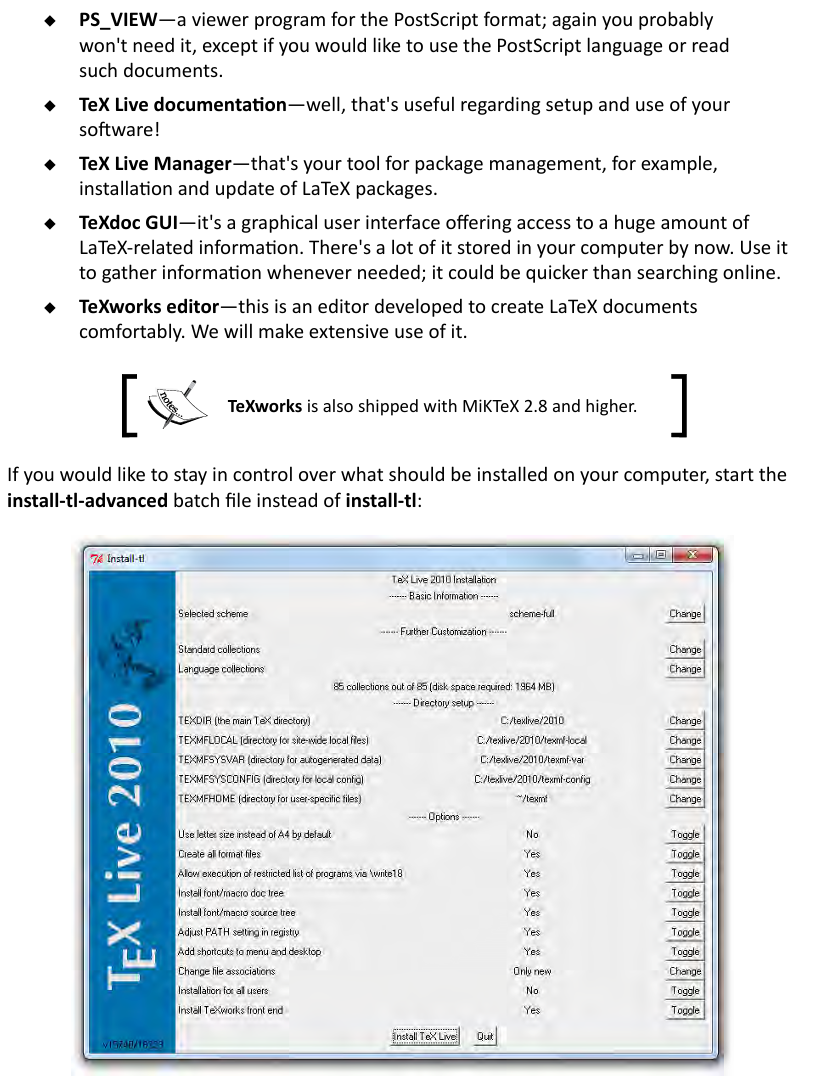 ◆ PS_VIEW—a viewer program for the PostScript format; again you probably
won't need it, except if you would like to use the PostScript language or read
such documents.
◆ TeX Live documentation—well, that's useful regarding setup and use of your
software!
◆ TeX Live Manager—that's your tool for package management, for example,
installation and update of LaTeX packages.
◆ TeXdoc GUI—it's a graphical user interface offering access to a huge amount of
LaTeX-related information. There's a lot of it stored in your computer by now. Use it
to gather information whenever needed; it could be quicker than searching online.
◆ TeXworks editor—this is an editor developed to create LaTeX documents
comfortably. We will make extensive use of it.
notes...
TeXworks is also shipped with MiKTeX 2.8 and higher.
If you would like to stay in control over what should be installed on your computer, start the
install-tl-advanced batch file instead of install-tl:
Install-tl
TeX Live 2010
TeX Live 2010 Installation
------ Basic Information ------
Selected scheme scheme-full Change
------ Further Customization ------
Standard collections Change
Language collections Change
85 collections out of 85 (disk space required: 1964 MB)
------ Directory setup ------
TEXDIR (the main TeX directory) C:/texlive/2010 Change
TEXMFLOCAL (directory for site-wide local files) C:/texlive/2010/texmf-local Change
TEXMFSYSVAR (directory for autogenerated data) C:/texlive/2010/texmf-var Change
TEXMFSYSCONFIG (directory for local config) C:/texlive/2010/texmf-config Change
TEXMFHOME (directory for user-specific files) ~/texmf Change
------ Options ------
Use letter size instead of A4 by default No Toggle
Create all format files Yes Toggle
Allow execution of restricted list of programs via \write18 Yes Toggle
Install font/macro doc tree Yes Toggle
Install font/macro source tree Yes Toggle
Adjust PATH setting in registry Yes Toggle
Add shortcuts to menu and desktop Yes Toggle
Change file associations Only new Change
Installation for all users No Toggle
Install TeXworks front end Yes Toggle
Install TeX Live Quit